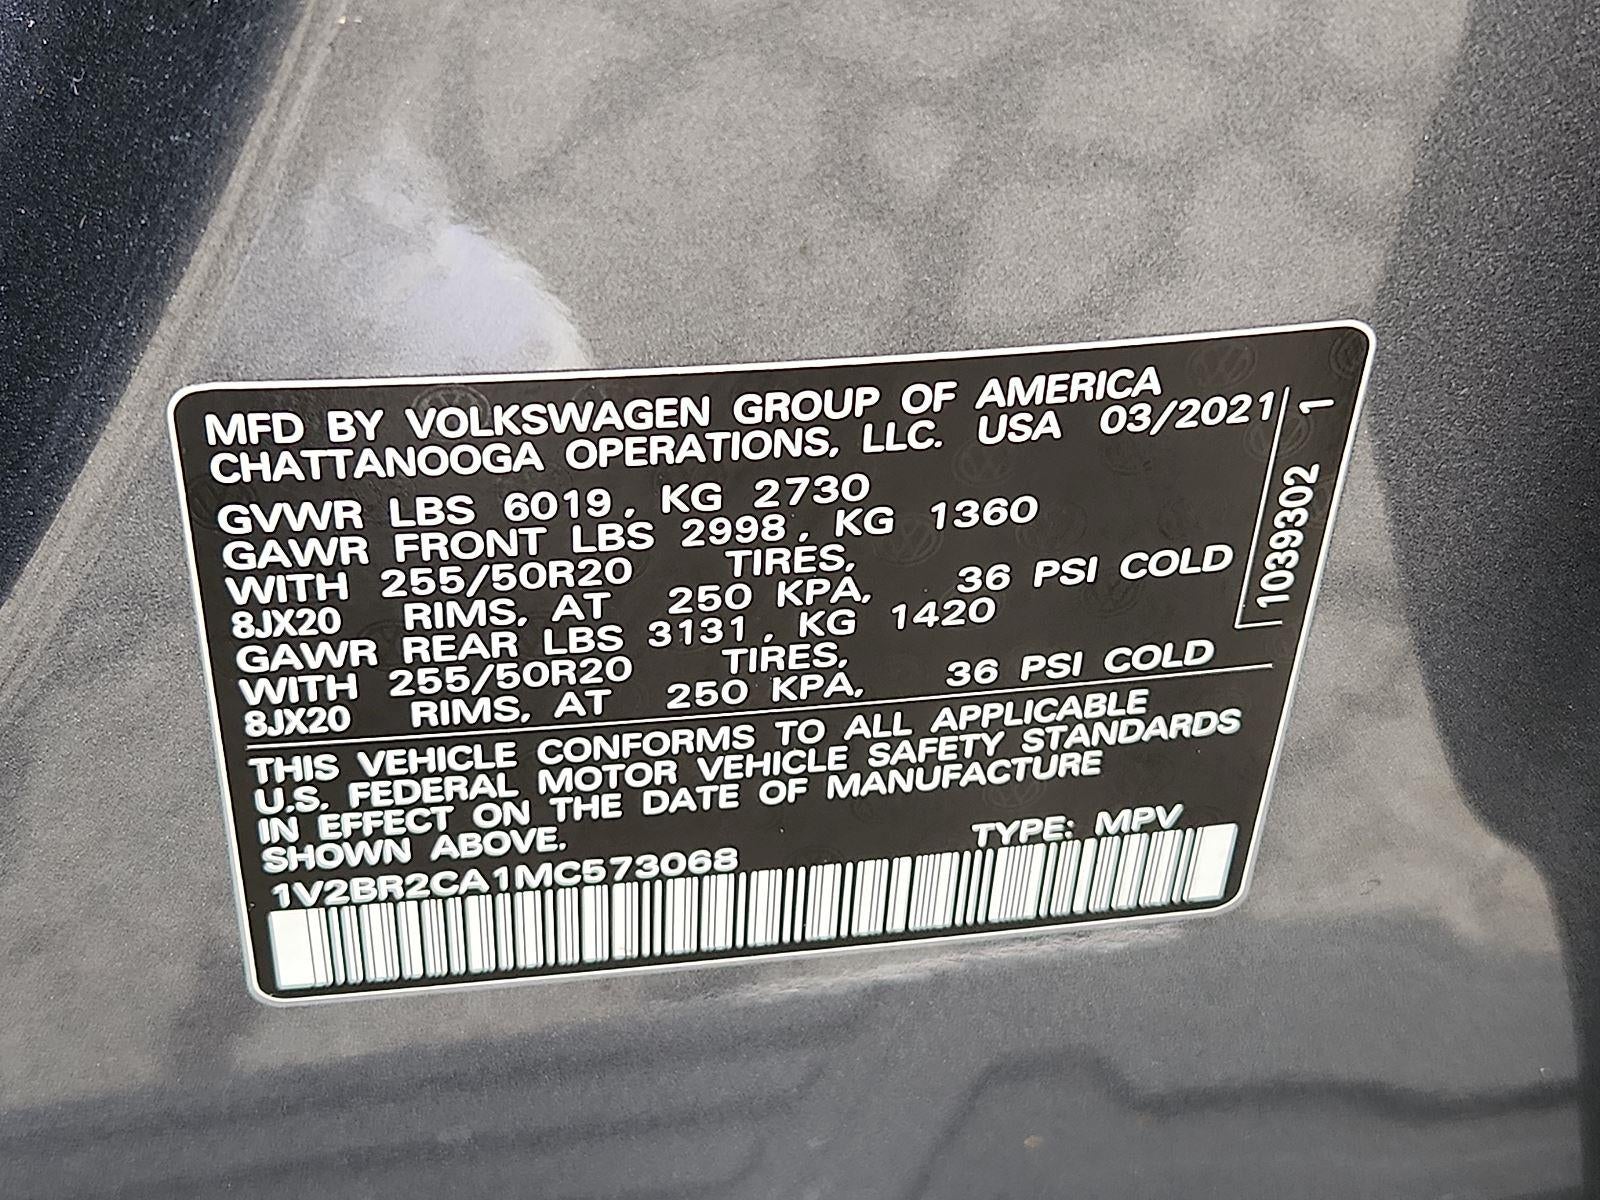 MFD BY VOLKSWAGEN GROUP OF AMERICA
CHATTANOOGA OPERATIONS, LLC. USA 03/2021
GVWR LBS 6019, KG 2730
GAWR FRONT LBS 2998, KG 1360
WITH 255/50R20 TIRES,
8JX20 RIMS, AT 250 KPA, 36 PSI COLD
GAWR REAR LBS 3131, KG 1420
WITH 255/50R20 TIRES,
8JX20 RIMS, AT 250 KPA, 36 PSI COLD
THIS VEHICLE CONFORMS TO ALL APPLICABLE
U.S. FEDERAL MOTOR VEHICLE SAFETY STANDARDS
IN EFFECT ON THE DATE OF MANUFACTURE
SHOWN ABOVE.
TYPE: MPV
1V2BR2CA1MC573068
1039302 1